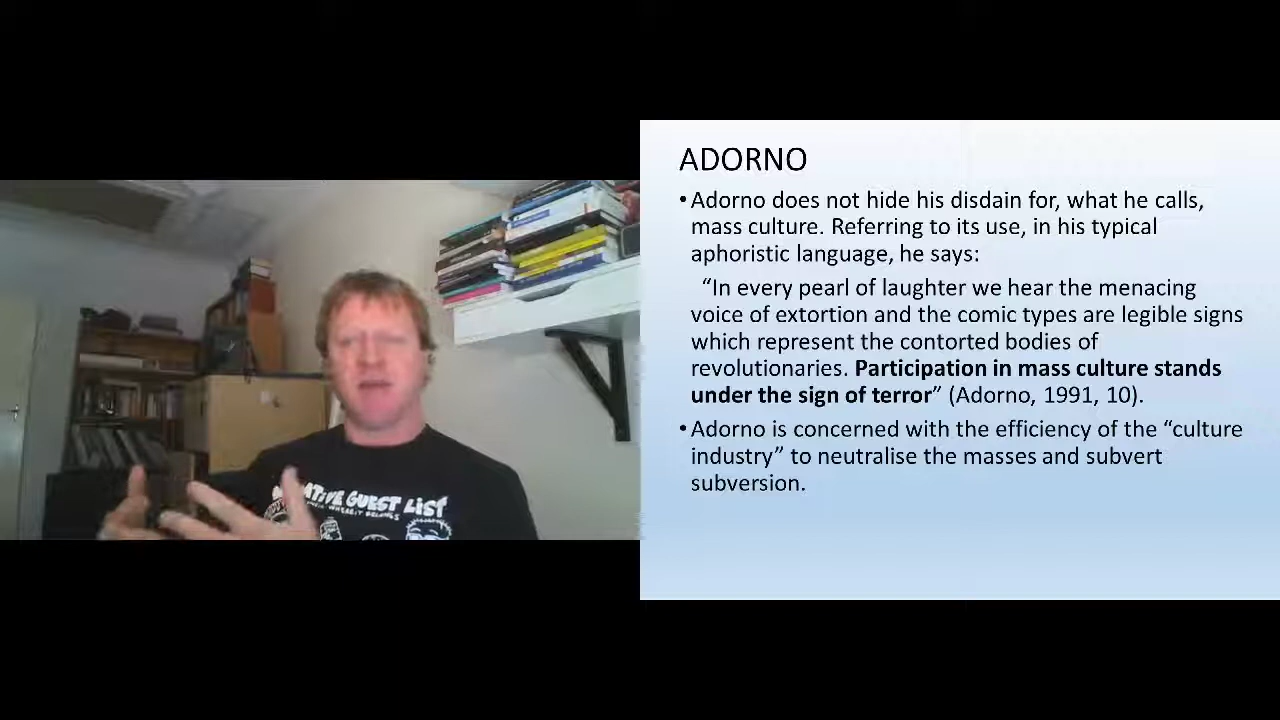 ADORNO
•Adorno does not hide his disdain for, what he calls,
mass culture. Referring to its use, in his typical
aphoristic language, he says:
“In every pearl of laughter we hear the menacing
voice of extortion and the comic types are legible signs
which represent the contorted bodies of
revolutionaries. Participation in mass culture stands
under the sign of terror” (Adorno, 1991, 10).
•Adorno is concerned with the efficiency of the “culture
industry” to neutralise the masses and subvert
subversion.
GUEST LIST